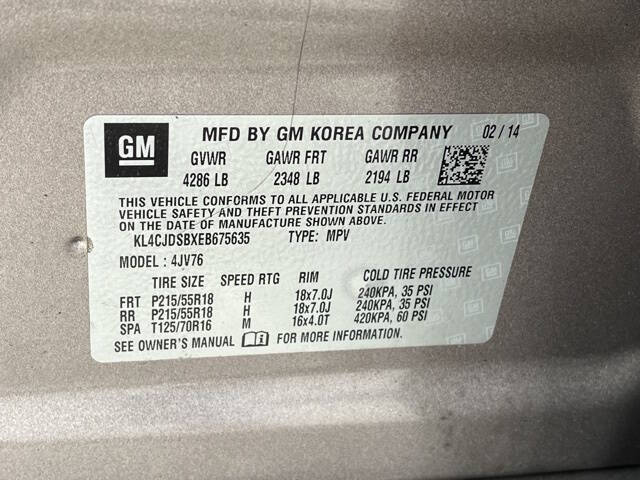 GM
MFD BY GM KOREA COMPANY 02/14
GVWR GAWR FRT GAWR RR
4286 LB 2348 LB 2194 LB
THIS VEHICLE CONFORMS TO ALL APPLICABLE U.S. FEDERAL MOTOR
VEHICLE SAFETY AND THEFT PREVENTION STANDARDS IN EFFECT
ON THE DATE OF MANUFACTURE SHOWN ABOVE.
KL4CJDSBXEB675635 TYPE: MPV
MODEL : 4JV76
TIRE SIZE SPEED RTG RIM COLD TIRE PRESSURE
FRT P215/55R18 H 18x7.0J 240KPA, 35 PSI
RR P215/55R18 H 18x7.0J 240KPA, 35 PSI
SPA T125/70R16 M 16x4.0T 420KPA, 60 PSI
SEE OWNER'S MANUAL FOR ADDITIONAL INFORMATION.